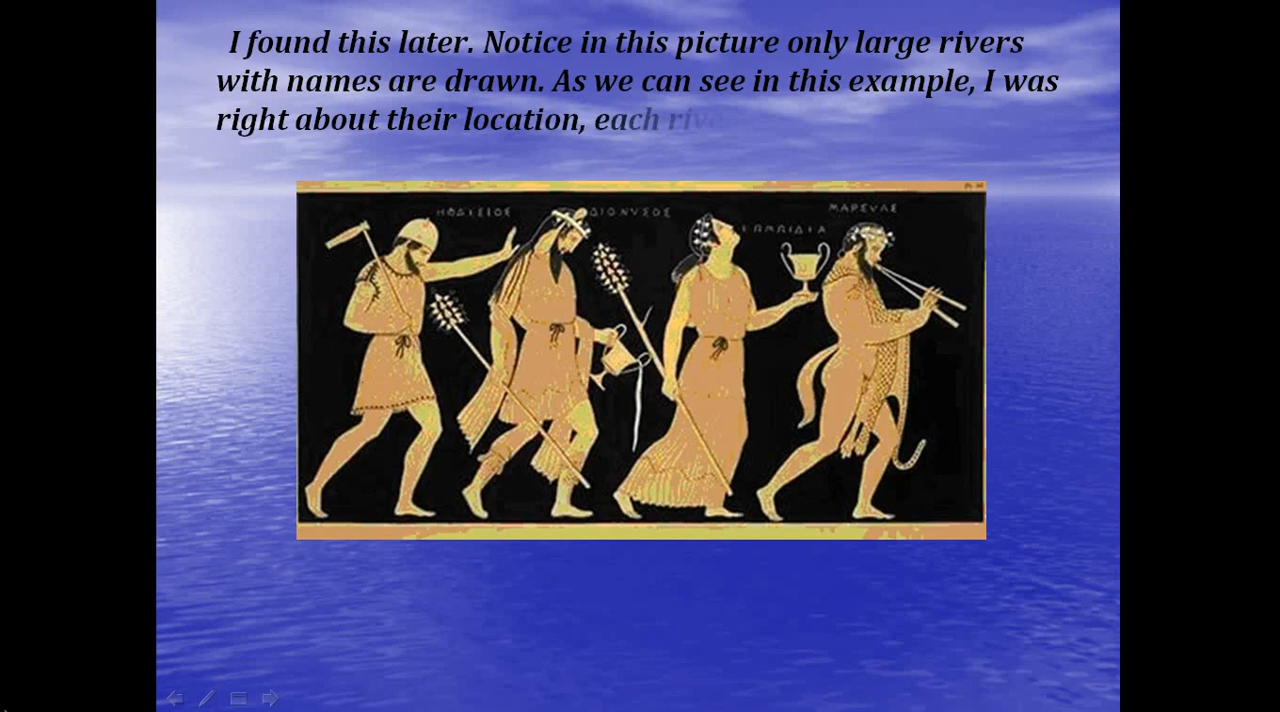 I found this later. Notice in this picture only large rivers
with names are drawn. As we can see in this example, I was
right about their location, each riv
ΔΙΟΝΥΣΟΣ
ΜΑΡΣΥΑΣ